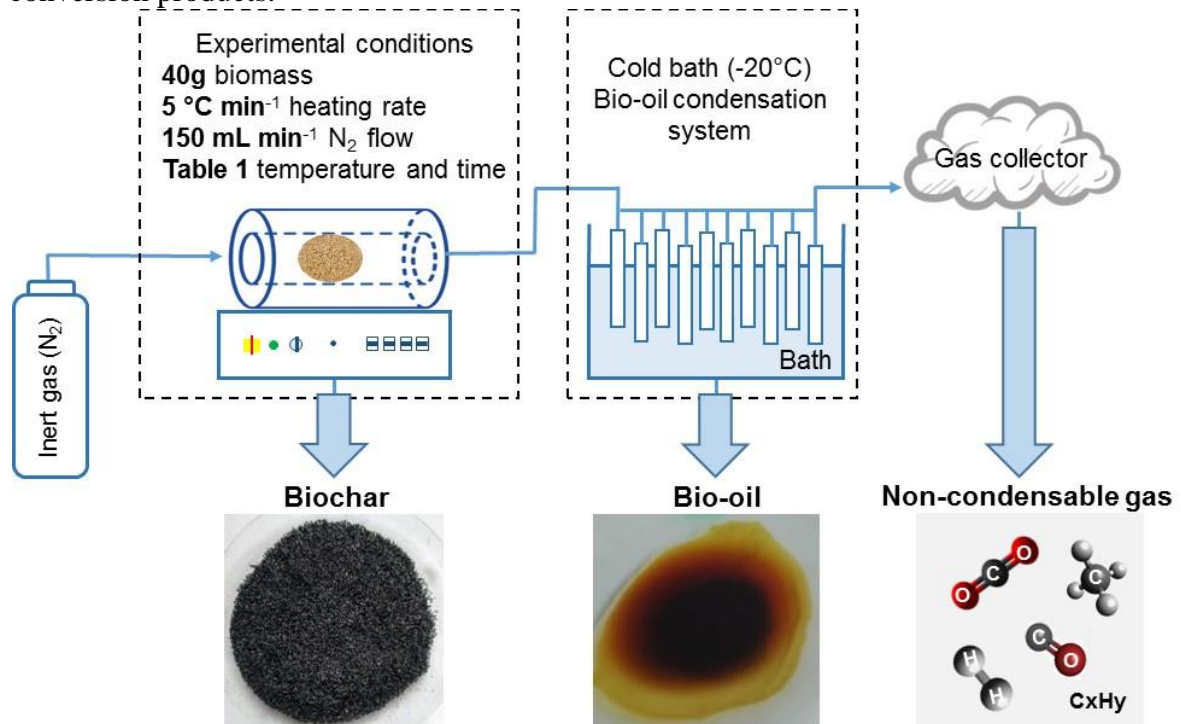 conversion products.
Experimental conditions
40g biomass
5 °C min⁻¹ heating rate
150 mL min⁻¹ N₂ flow
Table 1 temperature and time
Cold bath (-20°C)
Bio-oil condensation
system
Gas collector
Inert gas (N₂)
Bath
Biochar
Bio-oil
Non-condensable gas
O
C
O
C
C
O
H
H
CxHy